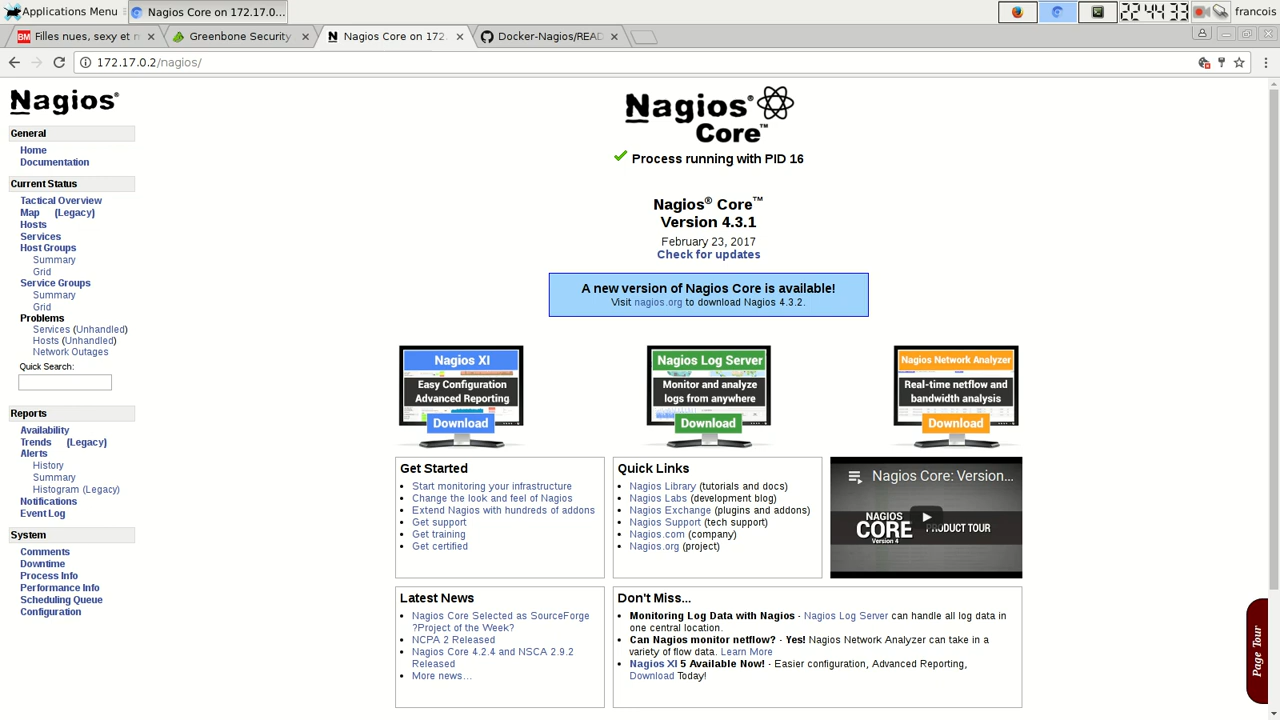 Applications Menu
Nagios Core on 172.17.0....
22:44:33
francois
BM Filles nues, sexy et n
Greenbone Security
N Nagios Core on 172.
Docker-Nagios/READ
172.17.0.2/nagios/
Nagios®
General
Home
Documentation
Current Status
Tactical Overview
Map (Legacy)
Hosts
Services
Host Groups
Summary
Grid
Service Groups
Summary
Grid
Problems
Services (Unhandled)
Hosts (Unhandled)
Network Outages
Quick Search:
Reports
Availability
Trends (Legacy)
Alerts
History
Summary
Histogram (Legacy)
Notifications
Event Log
System
Comments
Downtime
Process Info
Performance Info
Scheduling Queue
Configuration
Nagios®
Core™
Process running with PID 16
Nagios® Core™
Version 4.3.1
February 23, 2017
Check for updates
A new version of Nagios Core is available!
Visit nagios.org to download Nagios 4.3.2.
Nagios XI
Easy Configuration
Advanced Reporting
Download
Nagios Log Server
Monitor and analyze
logs from anywhere
Download
Nagios Network Analyzer
Real-time netflow and
bandwidth analysis
Download
Get Started
Start monitoring your infrastructure
Change the look and feel of Nagios
Extend Nagios with hundreds of addons
Get support
Get training
Get certified
Quick Links
Nagios Library (tutorials and docs)
Nagios Labs (development blog)
Nagios Exchange (plugins and addons)
Nagios Support (tech support)
Nagios.com (company)
Nagios.org (project)
Nagios Core: Version...
NAGIOS
CORE
Version 4
PRODUCT TOUR
Latest News
Nagios Core Selected as SourceForge
?Project of the Week?
NCPA 2 Released
Nagios Core 4.2.4 and NSCA 2.9.2
Released
More news...
Don't Miss...
Monitoring Log Data with Nagios - Nagios Log Server can handle all log data in
one central location.
Can Nagios monitor netflow? - Yes! Nagios Network Analyzer can take in a
variety of flow data. Learn More
Nagios XI 5 Available Now! - Easier configuration, Advanced Reporting,
Download Today!
Page Tour